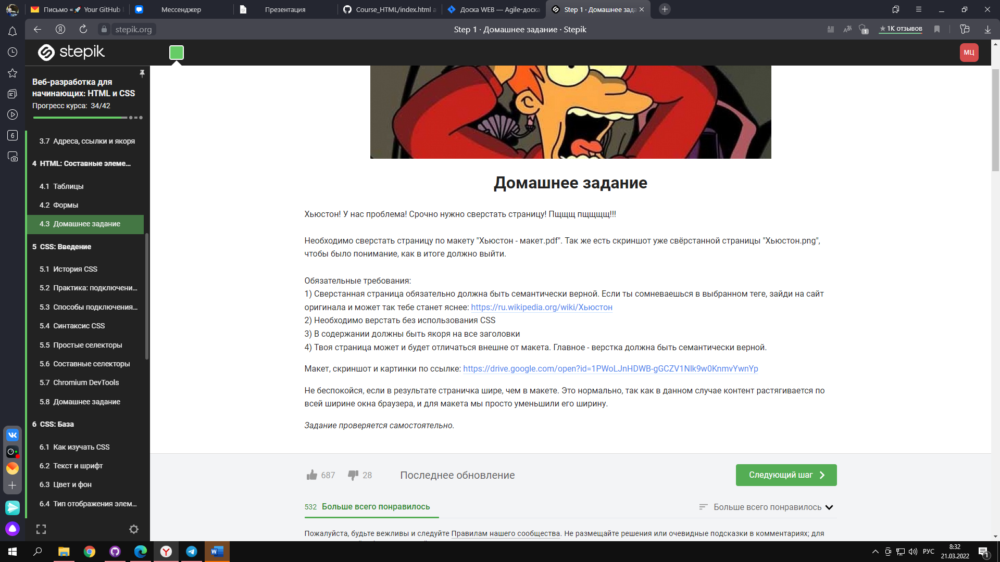 Письмо « 🚀 Your GitHub
Мессенджер
Презентация
Course_HTML/index.html
Доска WEB — Agile-доска
Step 1 · Домашнее зада
stepik.org
Step 1 · Домашнее задание · Stepik
1
★ 1K отзывов
stepik
МЦ
6
Веб-разработка для
начинающих: HTML и CSS
Прогресс курса: 34/42
3.7 Адреса, ссылки и якоря
4 HTML: Составные элеме...
4.1 Таблицы
4.2 Формы
4.3 Домашнее задание
5 CSS: Введение
5.1 История CSS
5.2 Практика: подключени...
5.3 Способы подключения...
5.4 Синтаксис CSS
5.5 Простые селекторы
5.6 Составные селекторы
5.7 Chromium DevTools
5.8 Домашнее задание
6 CSS: База
6.1 Как изучать CSS
6.2 Текст и шрифт
6.3 Цвет и фон
6.4 Тип отображения элем...
Домашнее задание
Хьюстон! У нас проблема! Срочно нужно сверстать страницу! Пщщщ пщщщщ!!!
Необходимо сверстать страницу по макету "Хьюстон - макет.pdf". Так же есть скриншот уже свёрстанной страницы "Хьюстон.png",
чтобы было понимание, как в итоге должно выйти.
Обязательные требования:
1) Сверстанная страница обязательно должна быть семантически верной. Если ты сомневаешься в выбранном теге, зайди на сайт
оригинала и может так тебе станет яснее: https://ru.wikipedia.org/wiki/Хьюстон
2) Необходимо верстать без использования CSS
3) В содержании должны быть якоря на все заголовки
4) Твоя страница может и будет отличаться внешне от макета. Главное - верстка должна быть семантически верной.
Макет, скриншот и картинки по ссылке: https://drive.google.com/open?id=1PWoLJnHDWB-gGCZV1Nlk9w0KnmvYwnYp
Не беспокойся, если в результате страничка шире, чем в макете. Это нормально, так как в данном случае контент растягивается по
всей ширине окна браузера, и для макета мы просто уменьшили его ширину.
Задание проверяется самостоятельно.
687
28
Последнее обновление
Следующий шаг
532 Больше всего понравилось
Больше всего понравилось
Пожалуйста, будьте вежливы и следуйте Правилам нашего сообщества. Не размещайте решения или очевидные подсказки в комментариях; для
РУС
8:32
21.03.2022
1